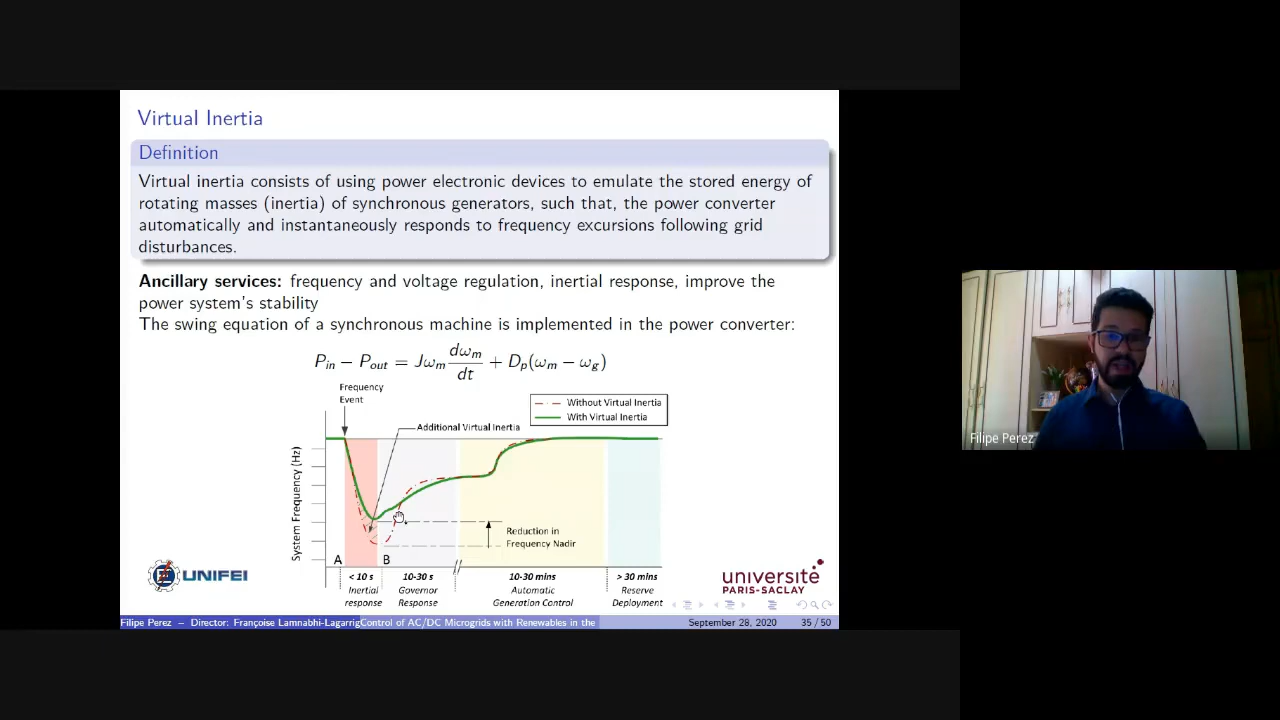 Virtual Inertia
Definition
Virtual inertia consists of using power electronic devices to emulate the stored energy of
rotating masses (inertia) of synchronous generators, such that, the power converter
automatically and instantaneously responds to frequency excursions following grid
disturbances.
Ancillary services: frequency and voltage regulation, inertial response, improve the
power system's stability
The swing equation of a synchronous machine is implemented in the power converter:
P_in − P_out = Jω_m dω_m/dt + D_p(ω_m − ω_g)
Frequency
Event
Without Virtual Inertia
With Virtual Inertia
Additional Virtual Inertia
System Frequency (Hz)
Reduction in
Frequency Nadir
A
B
< 10 s
Inertial
response
10-30 s
Governor
Response
10-30 mins
Automatic
Generation Control
> 30 mins
Reserve
Deployment
UNIFEI
université
PARIS-SACLAY
Filipe Perez – Director: Françoise Lamnabhi-Lagarrig
Control of AC/DC Microgrids with Renewables in the
September 28, 2020
35 / 50
Filipe Perez